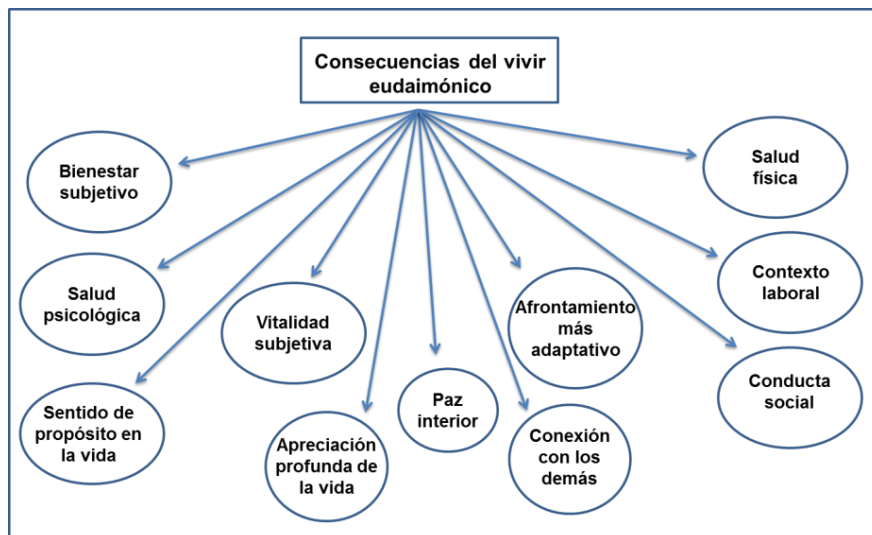 Consecuencias del vivir
eudaimónico
Bienestar
subjetivo
Salud
física
Salud
psicológica
Vitalidad
subjetiva
Afrontamiento
más
adaptativo
Contexto
laboral
Sentido de
propósito en
la vida
Apreciación
profunda de
la vida
Paz
interior
Conexión
con los
demás
Conducta
social